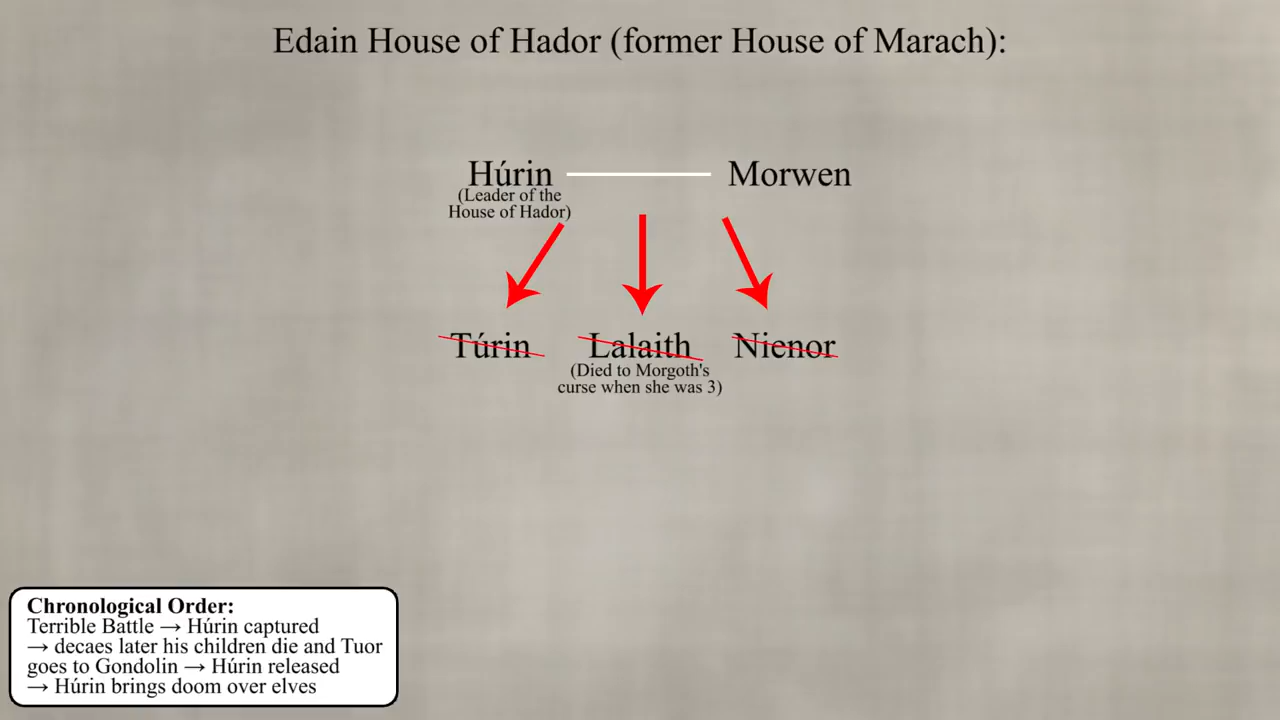 Edain House of Hador (former House of Marach):
Húrin
Morwen
(Leader of the
House of Hador)
Túrin
Lalaith
Nienor
(Died to Morgoth's
curse when she was 3)
Chronological Order:
Terrible Battle → Húrin captured
→ decaes later his children die and Tuor
goes to Gondolin → Húrin released
→ Húrin brings doom over elves